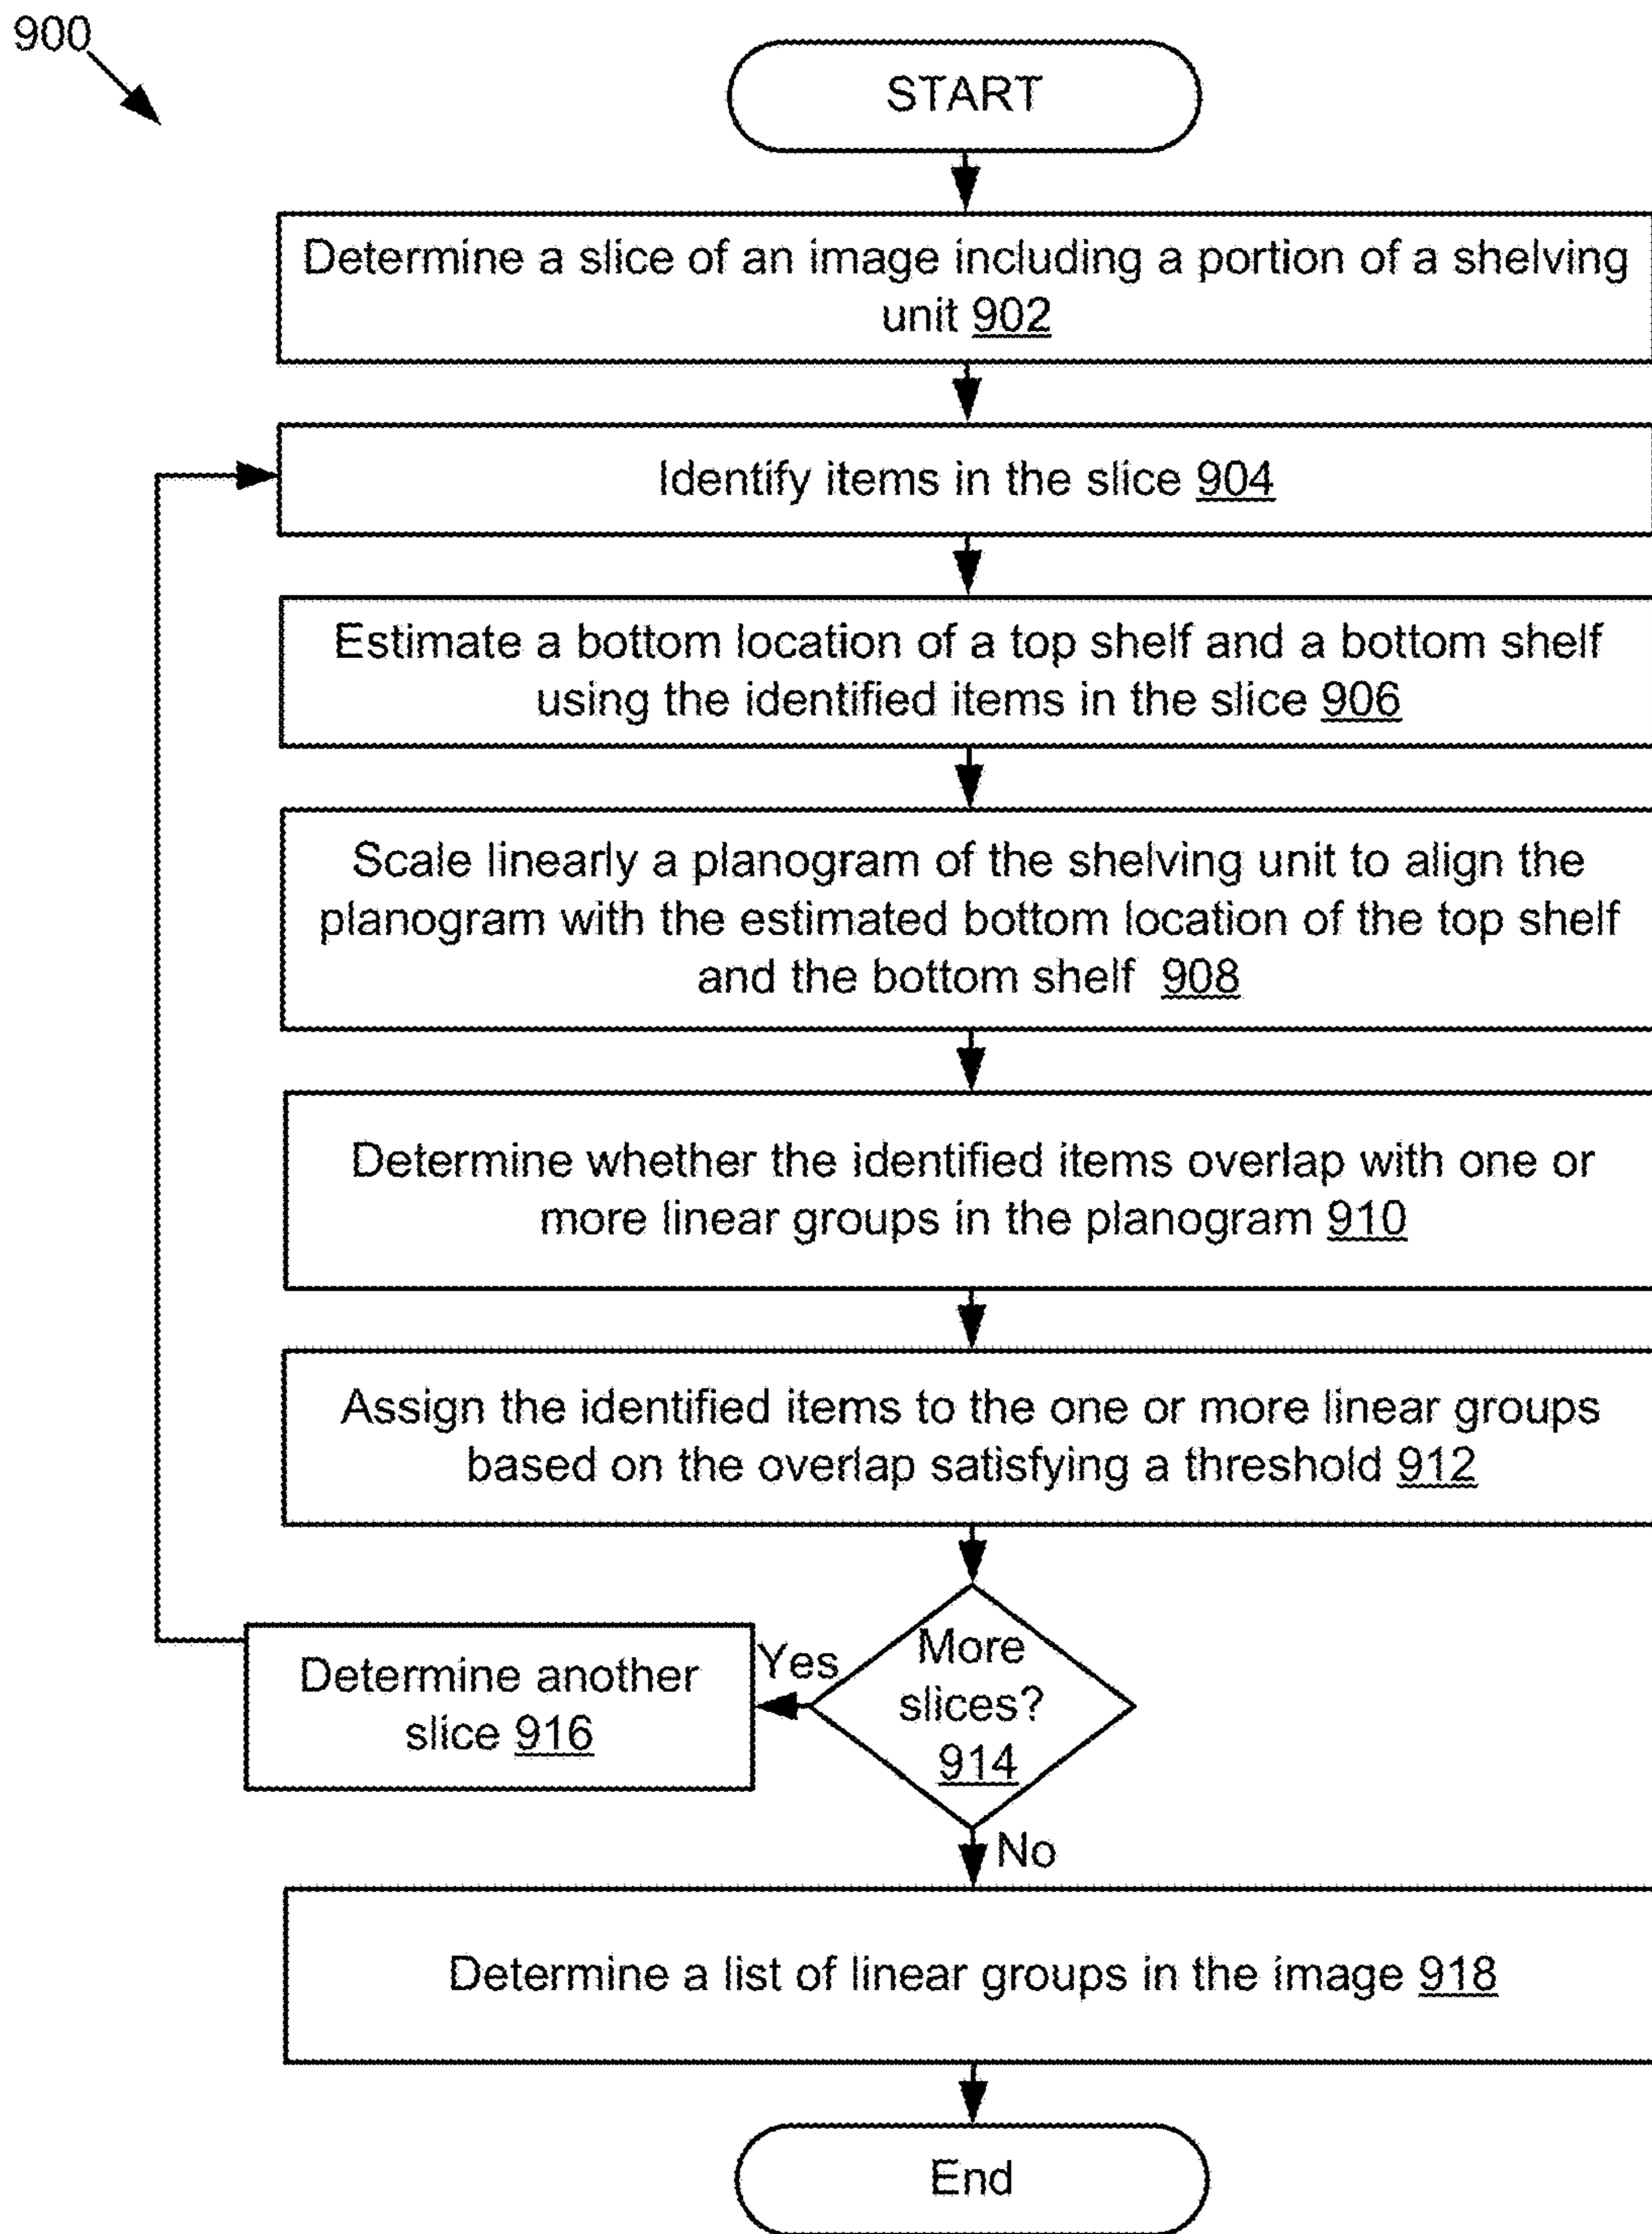 900
START
Determine a slice of an image including a portion of a shelving
unit 902
Identify items in the slice 904
Estimate a bottom location of a top shelf and a bottom shelf
using the identified items in the slice 906
Scale linearly a planogram of the shelving unit to align the
planogram with the estimated bottom location of the top shelf
and the bottom shelf 908
Determine whether the identified items overlap with one or
more linear groups in the planogram 910
Assign the identified items to the one or more linear groups
based on the overlap satisfying a threshold 912
More
slices?
914
Yes
Determine another
slice 916
No
Determine a list of linear groups in the image 918
End